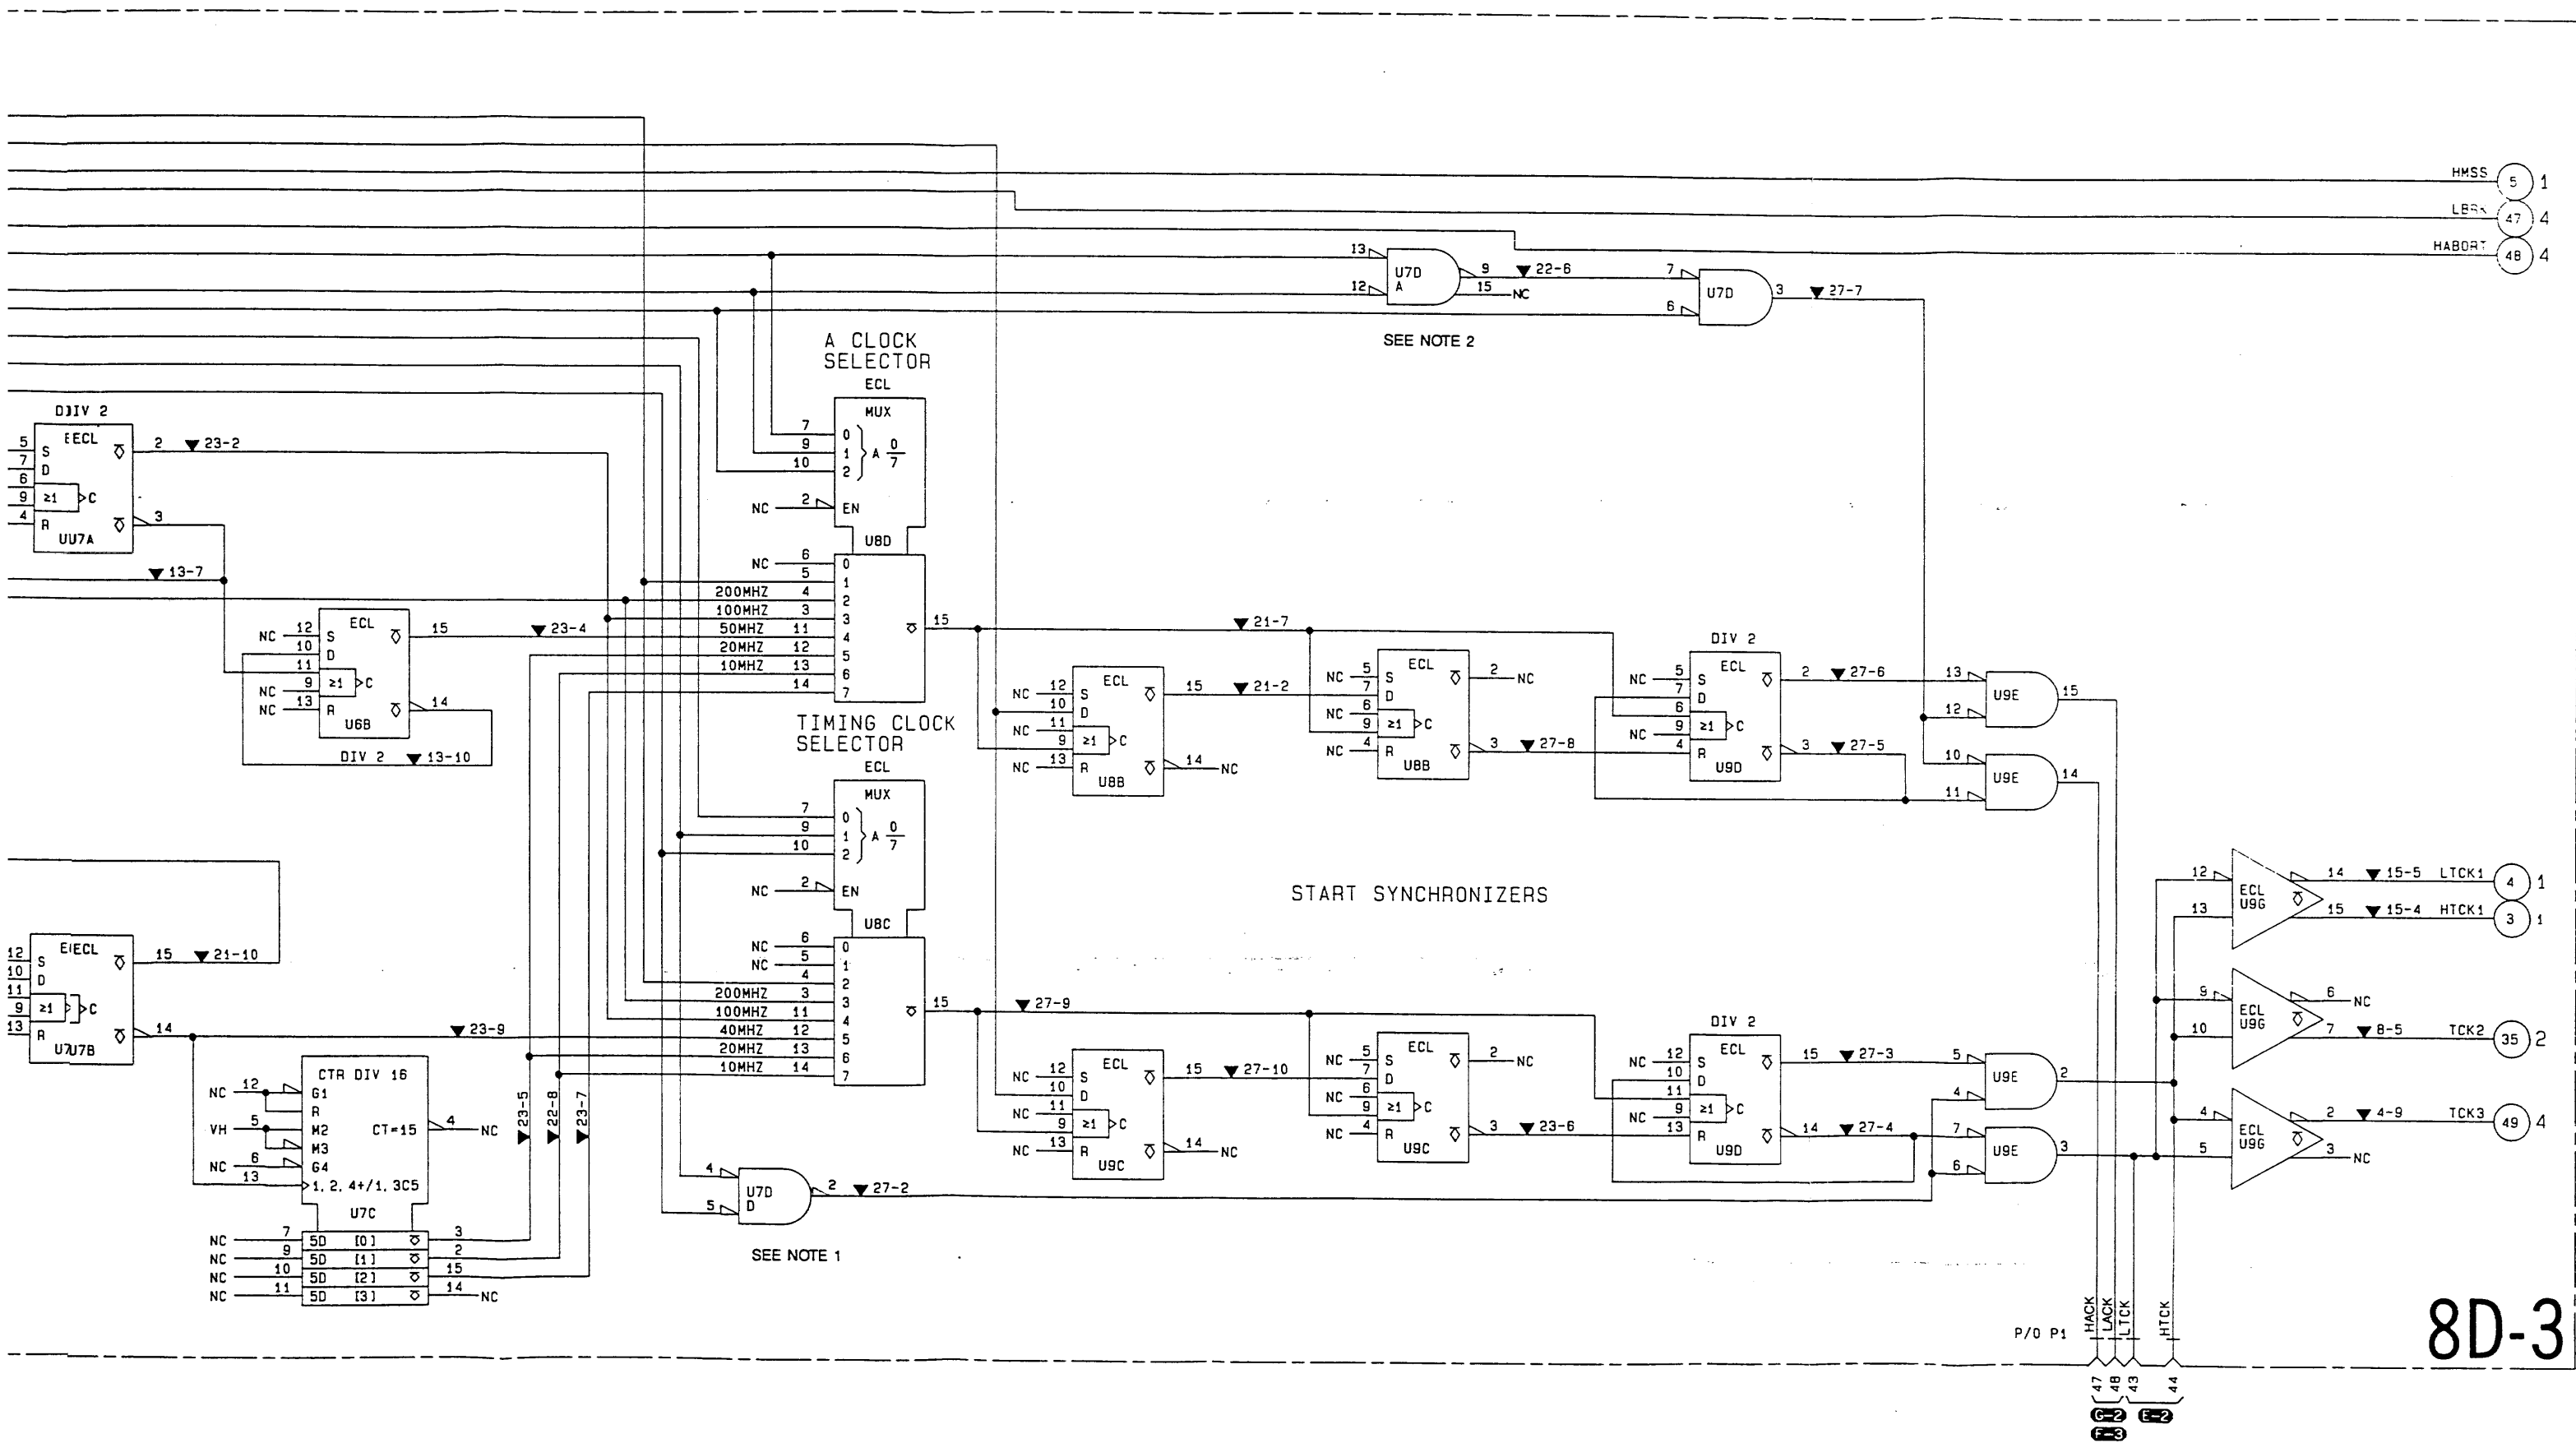 HMSS 5 1
47 4
HABORT 48 4
13 U7D A 9 22-6
12 15 NC
7 U7D 3 27-7
6
SEE NOTE 2
A CLOCK
SELECTOR
ECL
MUX
7 0
9 1 A 0/7
10 2
NC 2 EN
U8D
NC 6 0
5 1
200MHZ 4 2
100MHZ 3 3
50MHZ 11 4
20MHZ 12 5
10MHZ 13 6
14 7
15 21-7
DIV 2
5 S ECL 2 23-2
7 D
6
9 ≥1 C
4 R 3
U7A
13-7
NC 12 S ECL 15 23-4
10 D
11
NC 9 ≥1 C
NC 13 R 14
U6B
DIV 2 13-10
TIMING CLOCK
SELECTOR
ECL
MUX
7 0
9 1 A 0/7
10 2
NC 2 EN
U8C
NC 6 0
NC 5 1
4 2
200MHZ 3 3
100MHZ 11 4
40MHZ 12 5
20MHZ 13 6
10MHZ 14 7
15 27-9
NC 12 S ECL 15 21-2
10 D
NC 11
9 ≥1 C
NC 13 R 14 NC
U8B
NC 5 S ECL 2 NC
7 D
NC 6
9 ≥1 C
NC 4 R 3 27-8
U8B
DIV 2
NC 5 S ECL 2 27-6
7 D
6
NC 9 ≥1 C
4 R 3 27-5
U9D
13 U9E 15
12
10 U9E 14
11
START SYNCHRONIZERS
12 ECL U9G 14 15-5 LTCK1 4 1
13 15 15-4 HTCK1 3 1
9 ECL U9G 6 NC
10 7 8-5 TCK2 35 2
4 ECL U9G 2 4-9 TCK3 49 4
5 3 NC
12 S ECL 15 21-10
10 D
11
9 ≥1 C
13 R 14 23-9
U7B
CTR DIV 16
NC 12 G1
R
VH 5 M2 CT=15 4 NC
M3
NC 6 G4
13 1,2,4+/1,3C5
U7C
NC 7 5D [0] 3
NC 9 5D [1] 2
NC 10 5D [2] 15
NC 11 5D [3] 14 NC
23-5
22-8
23-7
NC 12 S ECL 15 27-10
10 D
NC 11
9 ≥1 C
NC 13 R 14 NC
U9C
NC 5 S ECL 2 NC
7 D
NC 6
9 ≥1 C
NC 4 R 3 23-6
U9C
DIV 2
NC 12 S ECL 15 27-3
10 D
11
NC 9 ≥1 C
13 R 14 27-4
U9D
5 U9E 2
4
7 U9E 3
6
4 U7D D 2 27-2
5
SEE NOTE 1
P/O P1
HACK
LACK
LTCK
HTCK
47 48 43 44
G-2 E-2
F-3
8D-3